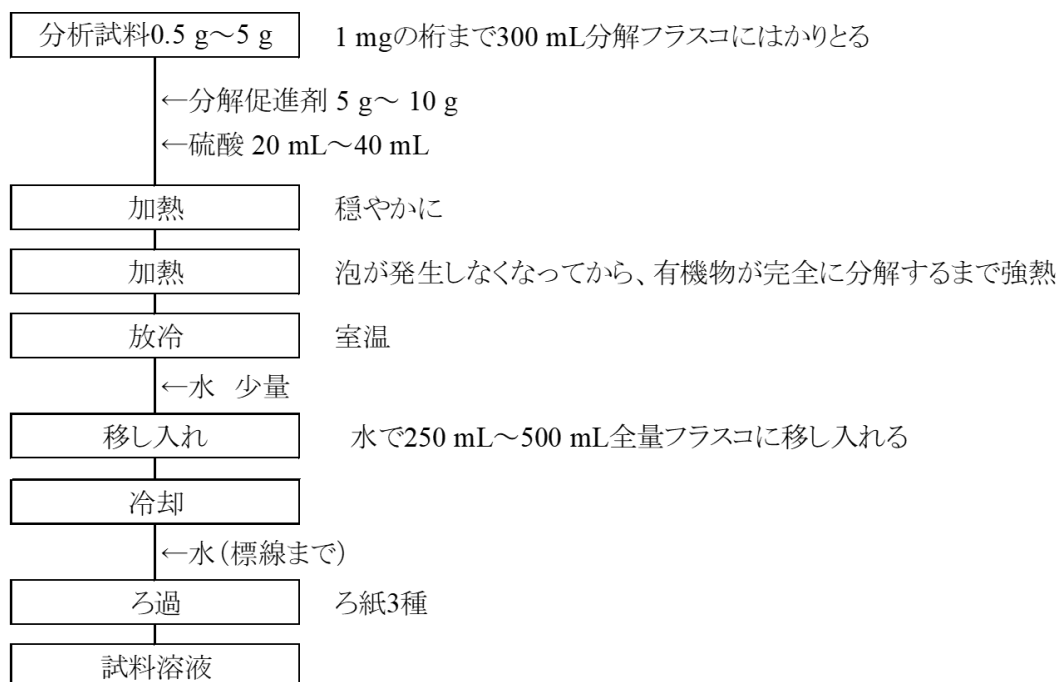 分析試料0.5 g～5 g　1 mgの桁まで300 mL分解フラスコにはかりとる
←分解促進剤 5 g～ 10 g
←硫酸 20 mL～40 mL
加熱　穏やかに
加熱　泡が発生しなくなってから、有機物が完全に分解するまで強熱
放冷　室温
←水　少量
移し入れ　水で250 mL～500 mL全量フラスコに移し入れる
冷却
←水（標線まで）
ろ過　ろ紙3種
試料溶液